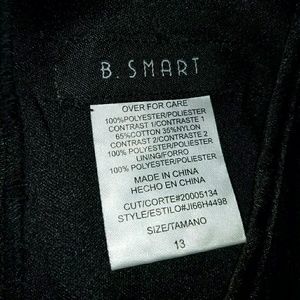 B. SMART
OVER FOR CARE
100%POLYESTER/POLIESTER
CONTRAST 1/CONTRASTE 1
65%COTTON 35%NYLON
CONTRAST 2/CONTRASTE 2
100% POLYESTER/POLIESTER
LINING/FORRO
100% POLYESTER/POLIESTER
MADE IN CHINA
HECHO EN CHINA
CUT/CORTE#20005134
STYLE/ESTILO#JI66H4498
SIZE/TAMANO
13